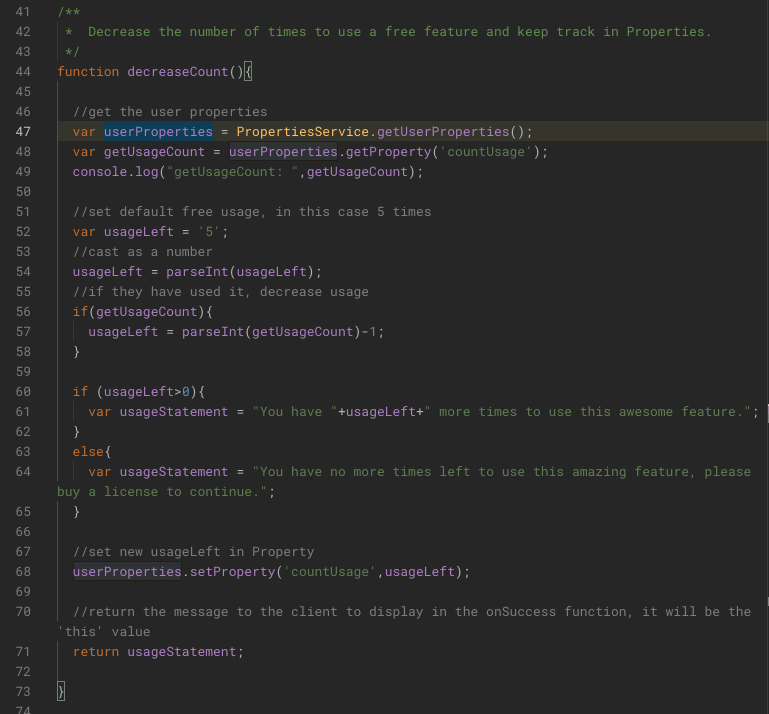 41 /**
42  *  Decrease the number of times to use a free feature and keep track in Properties.
43  */
44 function decreaseCount(){
45
46   //get the user properties
47   var userProperties = PropertiesService.getUserProperties();
48   var getUsageCount = userProperties.getProperty('countUsage');
49   console.log("getUsageCount: ",getUsageCount);
50
51   //set default free usage, in this case 5 times
52   var usageLeft = '5';
53   //cast as a number
54   usageLeft = parseInt(usageLeft);
55   //if they have used it, decrease usage
56   if(getUsageCount){
57     usageLeft = parseInt(getUsageCount)-1;
58   }
59
60   if (usageLeft>0){
61     var usageStatement = "You have "+usageLeft+" more times to use this awesome feature.";
62   }
63   else{
64     var usageStatement = "You have no more times left to use this amazing feature, please
buy a license to continue.";
65   }
66
67   //set new usageLeft in Property
68   userProperties.setProperty('countUsage',usageLeft);
69
70   //return the message to the client to display in the onSuccess function, it will be the
'this' value
71   return usageStatement;
72
73 }
74